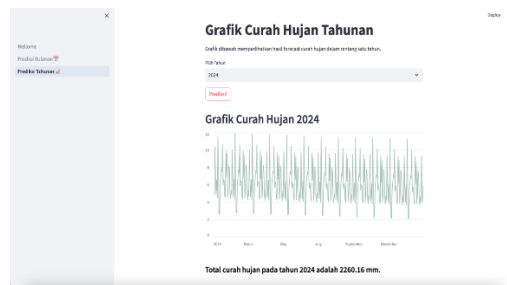 Deploy
Welcome
Prediksi Bulanan
Prediksi Tahunan
Grafik Curah Hujan Tahunan
Grafik dibawah memperlihatkan hasil forecast curah hujan dalam rentang satu tahun.
Pilih Tahun
2024
Predict!
Grafik Curah Hujan 2024
12
10
8
6
4
2
0
2024 March May July September November
Total curah hujan pada tahun 2024 adalah 2260.16 mm.